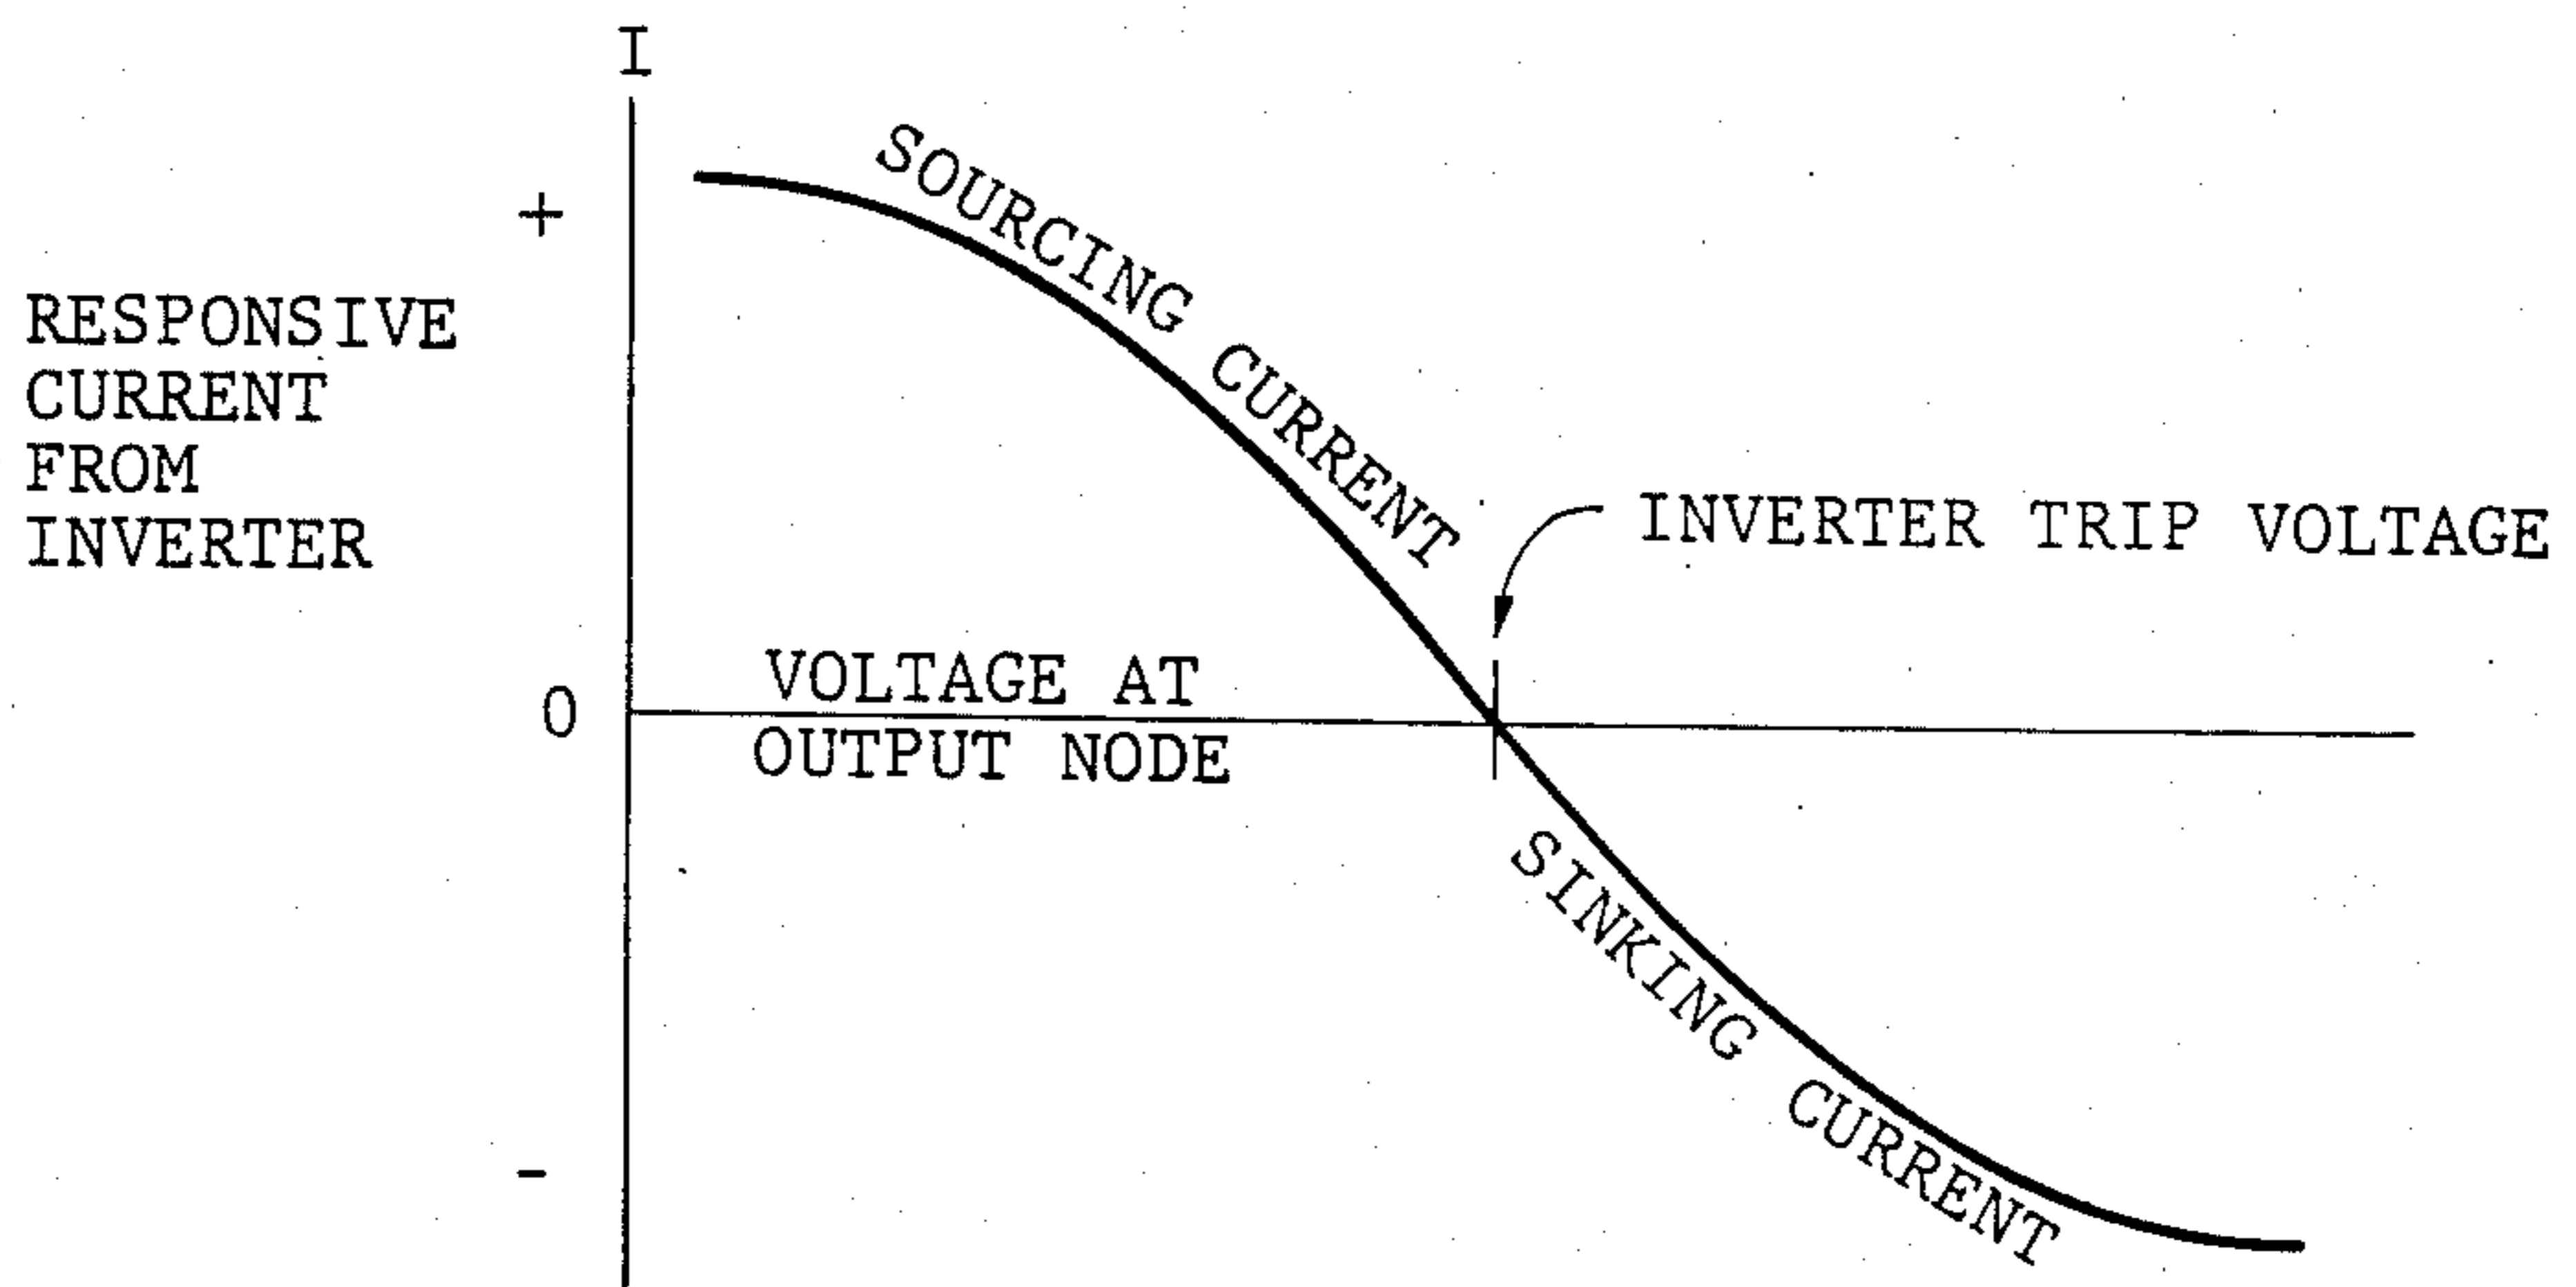 I
+
RESPONSIVE
CURRENT
FROM
INVERTER
SOURCING CURRENT
INVERTER TRIP VOLTAGE
0
VOLTAGE AT
OUTPUT NODE
SINKING CURRENT
-